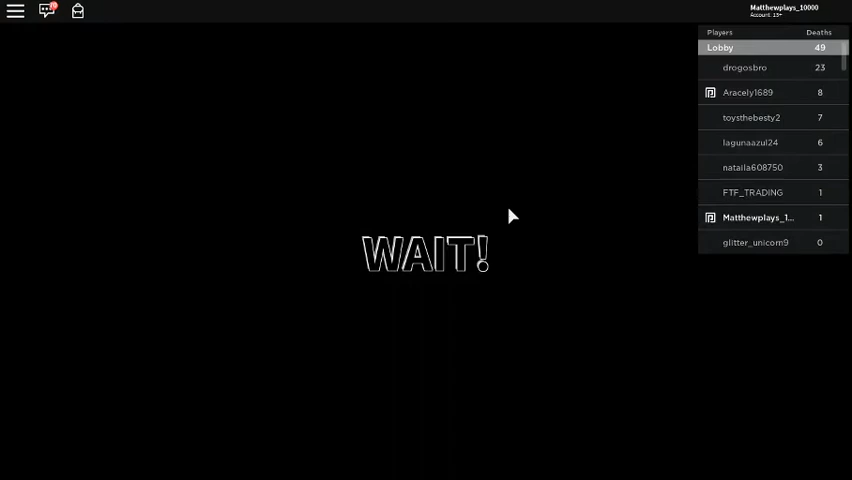 Matthewplays_10000
Account: 13+
Players Deaths
Lobby 49
drogosbro 23
Aracely1689 8
toysthebesty2 7
lagunaazul24 6
nataila608750 3
FTF_TRADING 1
Matthewplays_1... 1
glitter_unicorn9 0
WAIT!